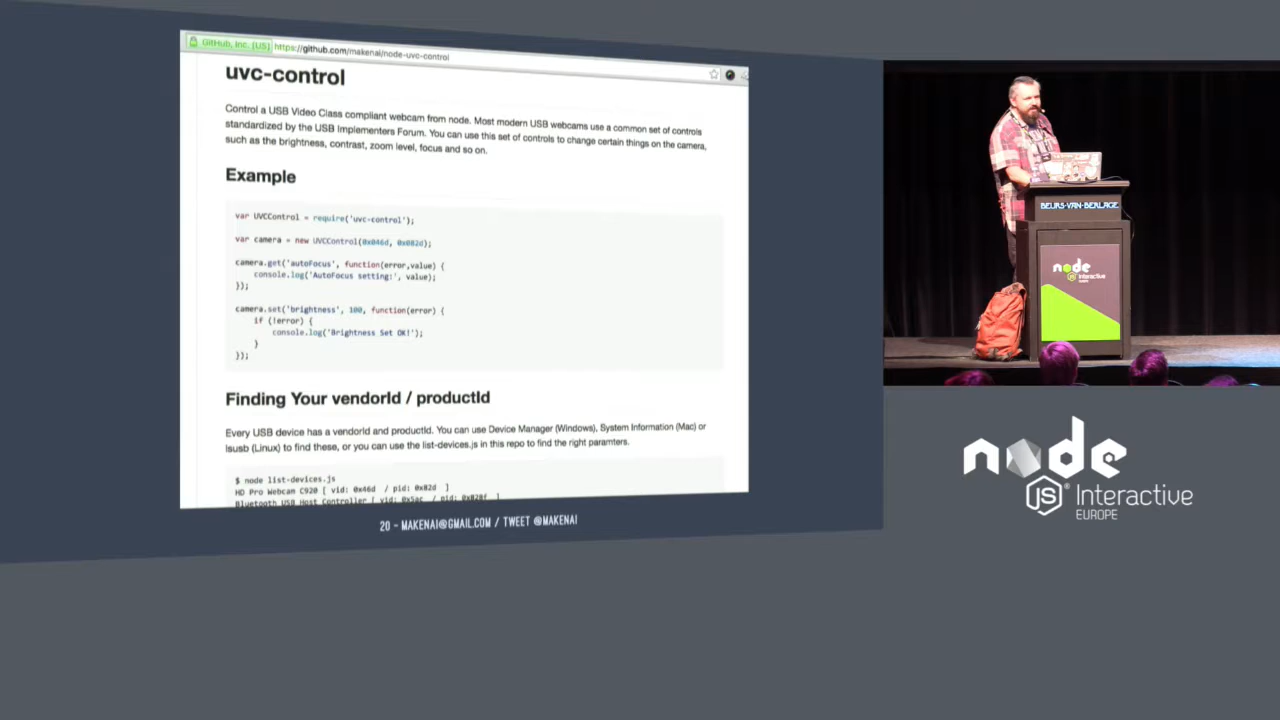 GitHub, Inc. [US] https://github.com/makenai/node-uvc-control
uvc-control
Control a USB Video Class compliant webcam from node. Most modern USB webcams use a common set of controls
standardized by the USB Implementers Forum. You can use this set of controls to change certain things on the camera,
such as the brightness, contrast, zoom level, focus and so on.
Example
var UVCControl = require('uvc-control');
var camera = new UVCControl(0x046d, 0x082d);
camera.get('autoFocus', function(error,value) {
console.log('AutoFocus setting:', value);
});
camera.set('brightness', 100, function(error) {
if (!error) {
console.log('Brightness Set OK!');
}
});
Finding Your vendorId / productId
Every USB device has a vendorId and productId. You can use Device Manager (Windows), System Information (Mac) or
lsusb (Linux) to find these, or you can use the list-devices.js in this repo to find the right paramters.
$ node list-devices.js
HD Pro Webcam C920 [ vid: 0x46d / pid: 0x82d ]
Bluetooth USB Host Controller [ vid: 0x5ac / pid: 0x828f ]
20 - MAKENAI@GMAIL.COM / TWEET @MAKENAI
BEURS-VAN-BERLAGE
node
Interactive
node
JS ® Interactive
EUROPE